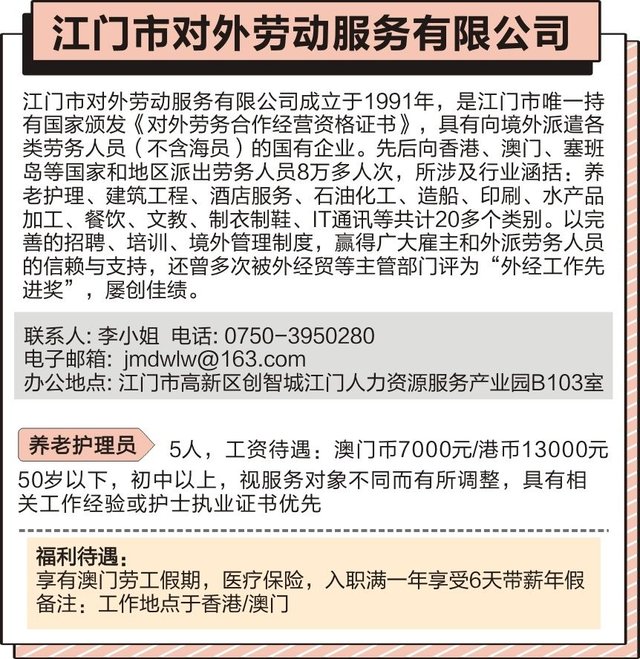 江门市对外劳动服务有限公司
江门市对外劳动服务有限公司成立于1991年，是江门市唯一持
有国家颁发《对外劳务合作经营资格证书》，具有向境外派遣各
类劳务人员（不含海员）的国有企业。先后向香港、澳门、塞班
岛等国家和地区派出劳务人员8万多人次，所涉及行业涵括：养
老护理、建筑工程、酒店服务、石油化工、造船、印刷、水产品
加工、餐饮、文教、制衣制鞋、IT通讯等共计20多个类别。以完
善的招聘、培训、境外管理制度，赢得广大雇主和外派劳务人员
的信赖与支持，还曾多次被外经贸等主管部门评为“外经工作先
进奖”，屡创佳绩。
联系人: 李小姐 电话: 0750-3950280
电子邮箱: jmdwlw@163.com
办公地点: 江门市高新区创智城江门人力资源服务产业园B103室
养老护理员 5人，工资待遇：澳门币7000元/港币13000元
50岁以下，初中以上，视服务对象不同而有所调整，具有相
关工作经验或护士执业证书优先
福利待遇：
享有澳门劳工假期，医疗保险，入职满一年享受6天带薪年假
备注：工作地点于香港/澳门